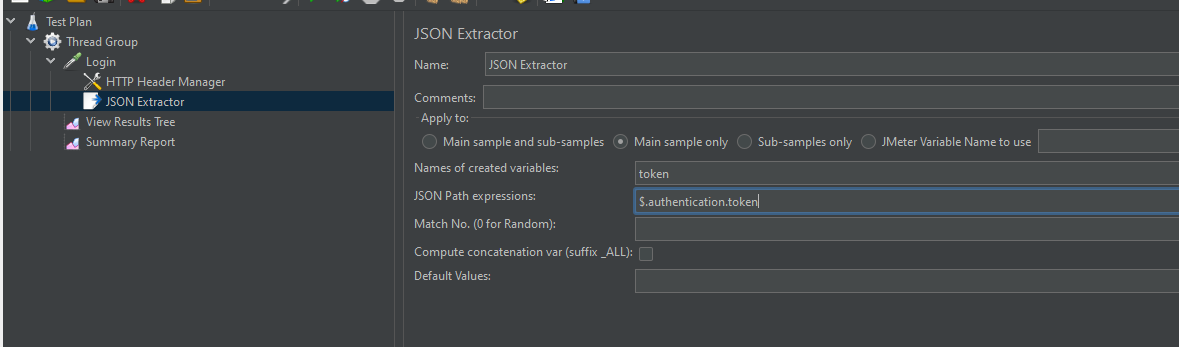 Test Plan
Thread Group
Login
HTTP Header Manager
JSON Extractor
View Results Tree
Summary Report
JSON Extractor
Name: JSON Extractor
Comments:
Apply to:
Main sample and sub-samples Main sample only Sub-samples only JMeter Variable Name to use
Names of created variables: token
JSON Path expressions: $.authentication.token
Match No. (0 for Random):
Compute concatenation var (suffix _ALL):
Default Values: